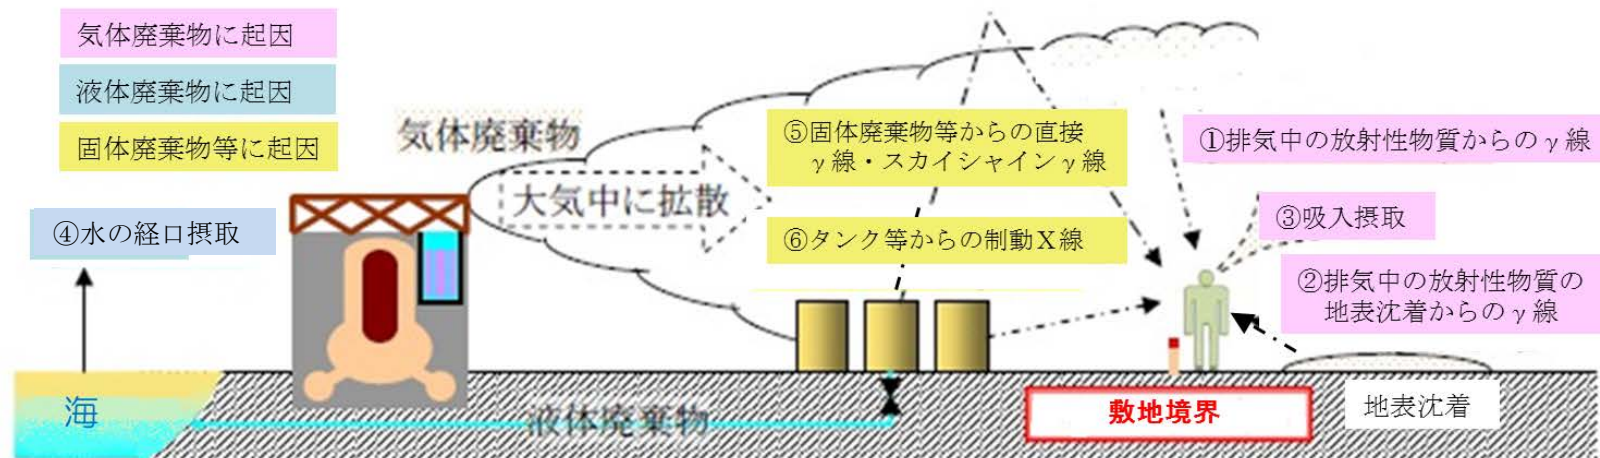 気体廃棄物に起因
液体廃棄物に起因
固体廃棄物等に起因
気体廃棄物
⑤固体廃棄物等からの直接
γ線・スカイシャインγ線
①排気中の放射性物質からのγ線
大気中に拡散
③吸入摂取
④水の経口摂取
⑥タンク等からの制動X線
②排気中の放射性物質の
地表沈着からのγ線
海
液体廃棄物
敷地境界
地表沈着